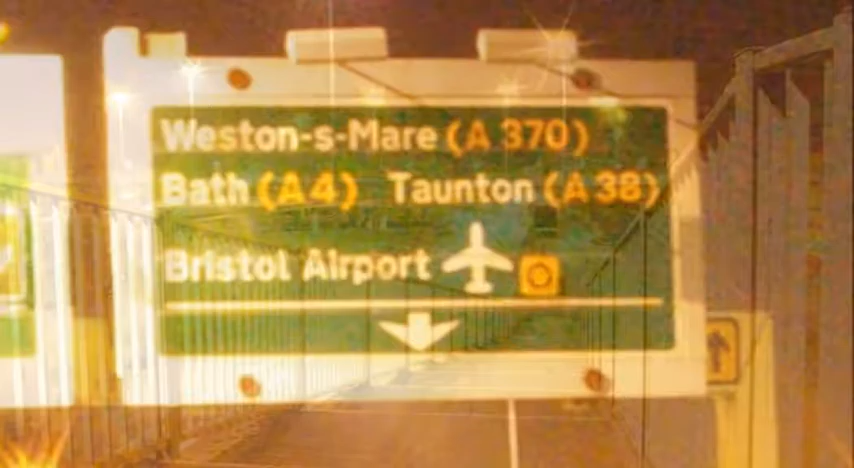 Weston-s-Mare (A 370)
Bath (A4) Taunton (A 38)
Bristol Airport